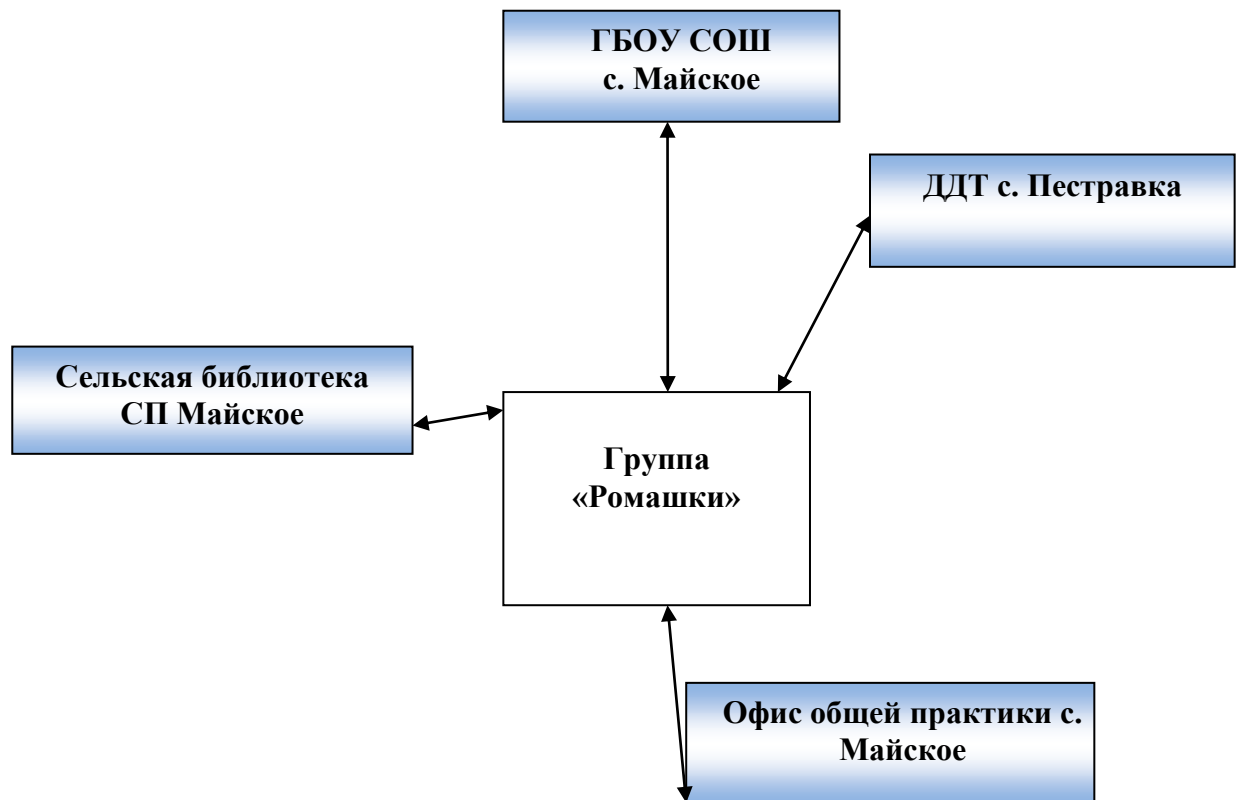 ГБОУ СОШ
с. Майское
ДДТ с. Пестравка
Сельская библиотека
СП Майское
Группа
«Ромашки»
Офис общей практики с.
Майское